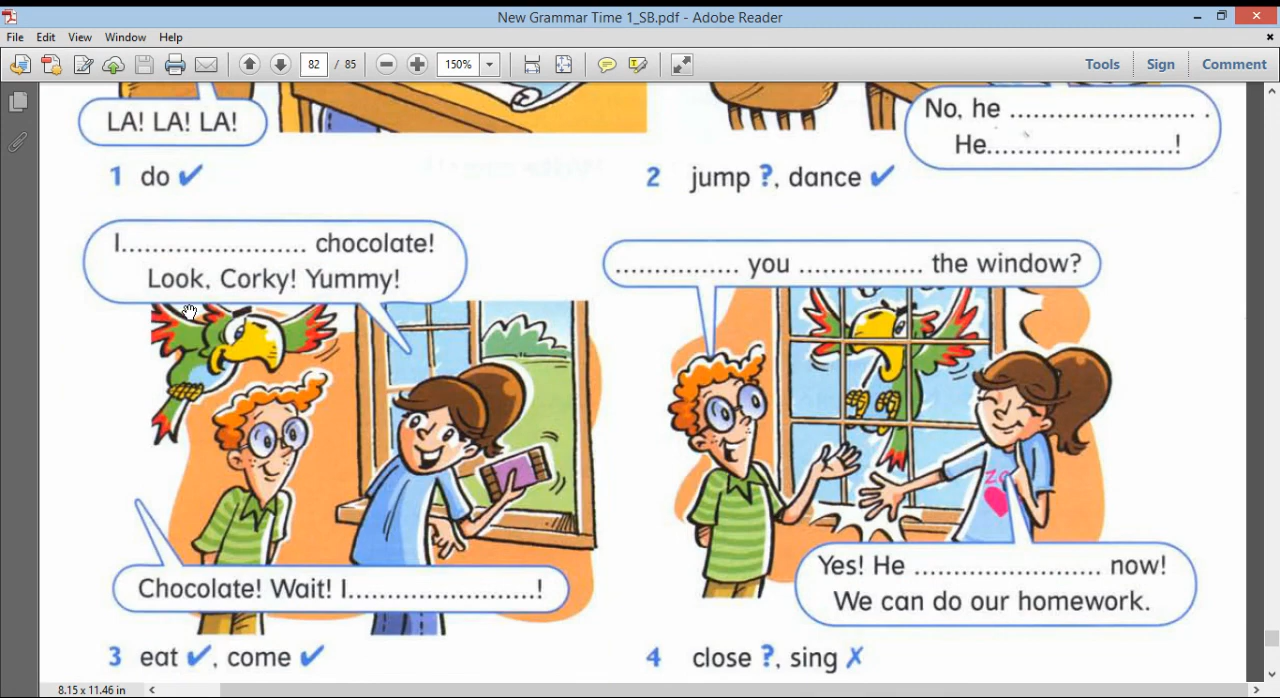 New Grammar Time 1_SB.pdf - Adobe Reader
File Edit View Window Help
82 / 85 150% Tools Sign Comment
LA! LA! LA!
No, he ........................ .
He........................!
1 do ✔
2 jump ?, dance ✔
I........................ chocolate!
Look, Corky! Yummy!
................ you ................ the window?
Chocolate! Wait! I........................!
Yes! He ........................ now!
We can do our homework.
3 eat ✔, come ✔
4 close ?, sing ✗
8.15 x 11.46 in